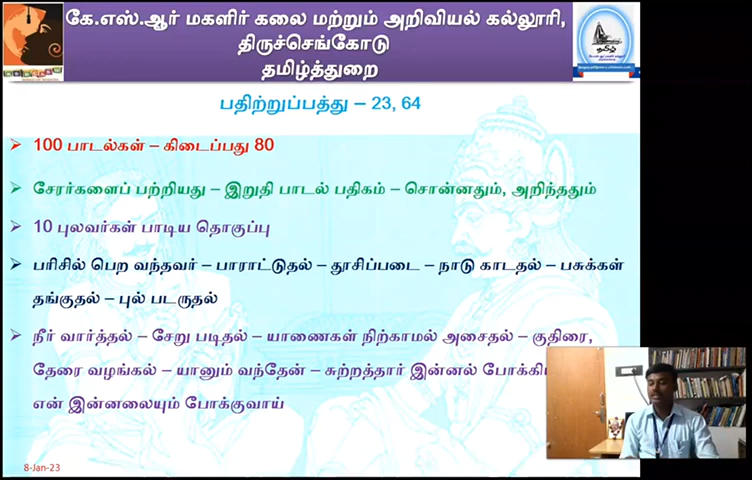 கே.எஸ்.ஆர் மகளிர் கலை மற்றும் அறிவியல் கல்லூரி,
திருச்செங்கோடு
தமிழ்த்துறை
தமிழ்
பதிற்றுப்பத்து – 23, 64
100 பாடல்கள் – கிடைப்பது 80
சேரர்களைப் பற்றியது – இறுதி பாடல் பதிகம் – சொன்னதும், அறிந்ததும்
10 புலவர்கள் பாடிய தொகுப்பு
பரிசில் பெற வந்தவர் – பாராட்டுதல் – தூசிப்படை – நாடு காடதல் – பசுக்கள்
தங்குதல் – புல் படருதல்
நீர் வார்த்தல் – சேறு படிதல் – யானைகள் நிற்காமல் அசைதல் – குதிரை,
தேரை வழங்கல் – யானும் வந்தேன் – சுற்றத்தார் இன்னல்
என் இன்னலையும் போக்குவாய்
8-Jan-23